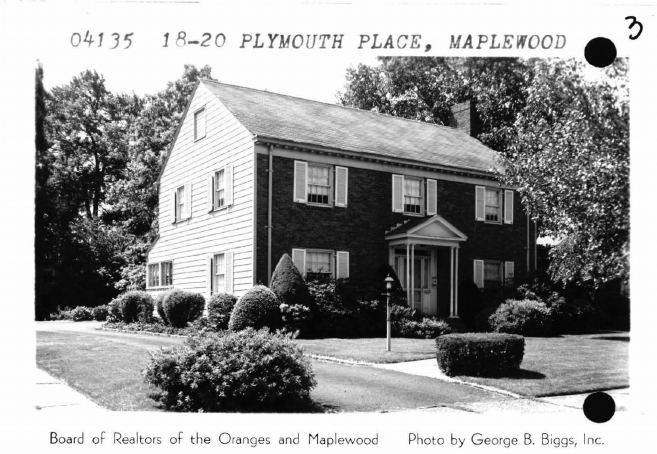 3
04135 18-20 PLYMOUTH PLACE, MAPLEWOOD
Board of Realtors of the Oranges and Maplewood Photo by George B. Biggs, Inc.